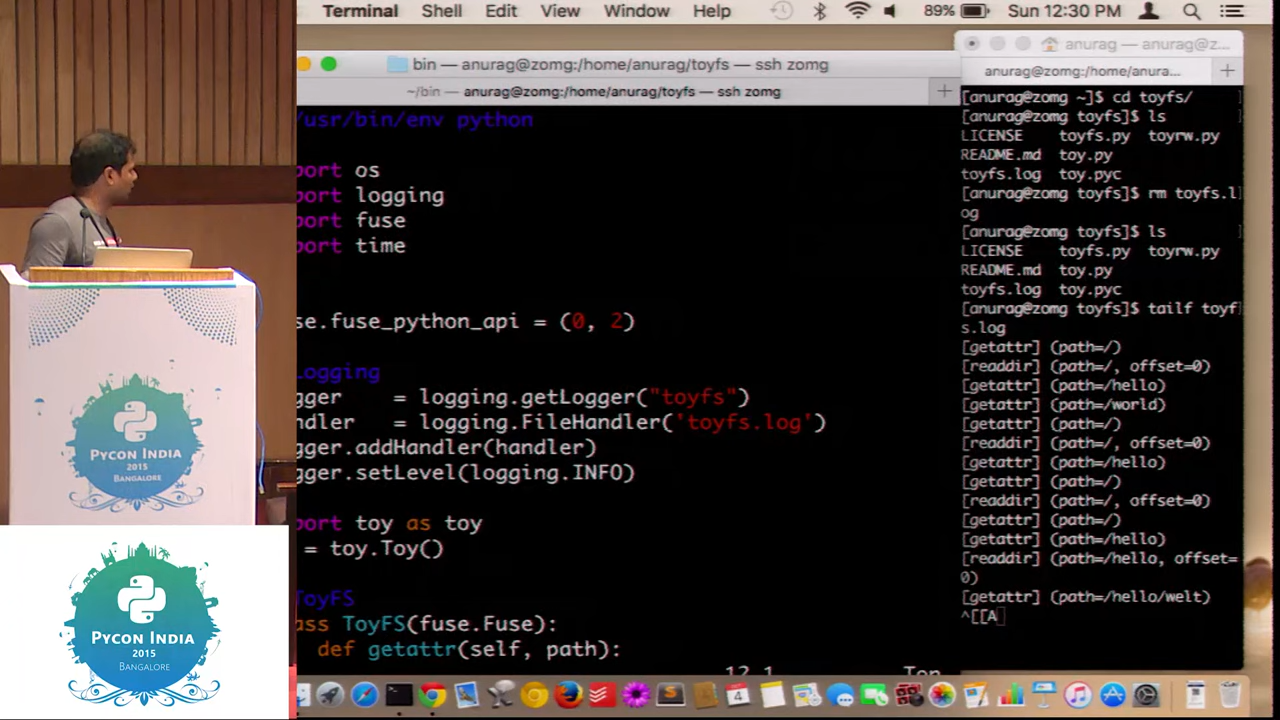 Terminal Shell Edit View Window Help 89% Sun 12:30 PM
bin — anurag@zomg:/home/anurag/toyfs — ssh zomg
~/bin — anurag@zomg:/home/anurag/toyfs — ssh zomg
/usr/bin/env python
port os
port logging
port fuse
port time
se.fuse_python_api = (0, 2)
Logging
gger = logging.getLogger("toyfs")
ndler = logging.FileHandler('toyfs.log')
gger.addHandler(handler)
gger.setLevel(logging.INFO)
port toy as toy
= toy.Toy()
ToyFS
ass ToyFS(fuse.Fuse):
def getattr(self, path):
12,1 Top
anurag — anurag@z...
anurag@zomg:/home/anura...
[anurag@zomg ~]$ cd toyfs/
[anurag@zomg toyfs]$ ls
LICENSE toyfs.py toyrw.py
README.md toy.py
toyfs.log toy.pyc
[anurag@zomg toyfs]$ rm toyfs.l
og
[anurag@zomg toyfs]$ ls
LICENSE toyfs.py toyrw.py
README.md toy.py
toyfs.log toy.pyc
[anurag@zomg toyfs]$ tailf toyf
s.log
[getattr] (path=/)
[readdir] (path=/, offset=0)
[getattr] (path=/hello)
[getattr] (path=/world)
[getattr] (path=/)
[readdir] (path=/, offset=0)
[getattr] (path=/hello)
[getattr] (path=/)
[readdir] (path=/, offset=0)
[getattr] (path=/)
[getattr] (path=/hello)
[readdir] (path=/hello, offset=
0)
[getattr] (path=/hello/welt)
^[[A
PYCON INDIA
2015
BANGALORE
PYCON INDIA
2015
BANGALORE